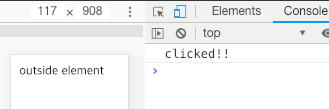 117 × 908
Elements Console
top
outside element
clicked!!